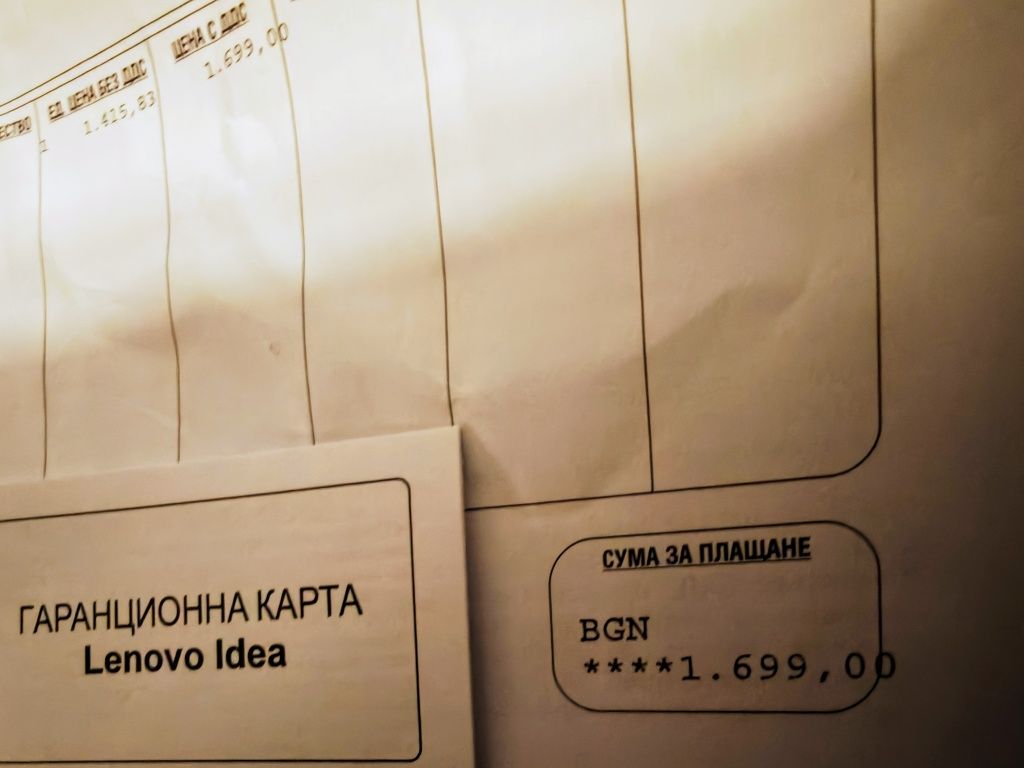 ЕД. ЦЕНА БЕЗ ДДС
ЦЕНА С ДДС
1
1.415,83
1.699,00
ГАРАНЦИОННА КАРТА
Lenovo Idea
СУМА ЗА ПЛАЩАНЕ
BGN
****1.699,00